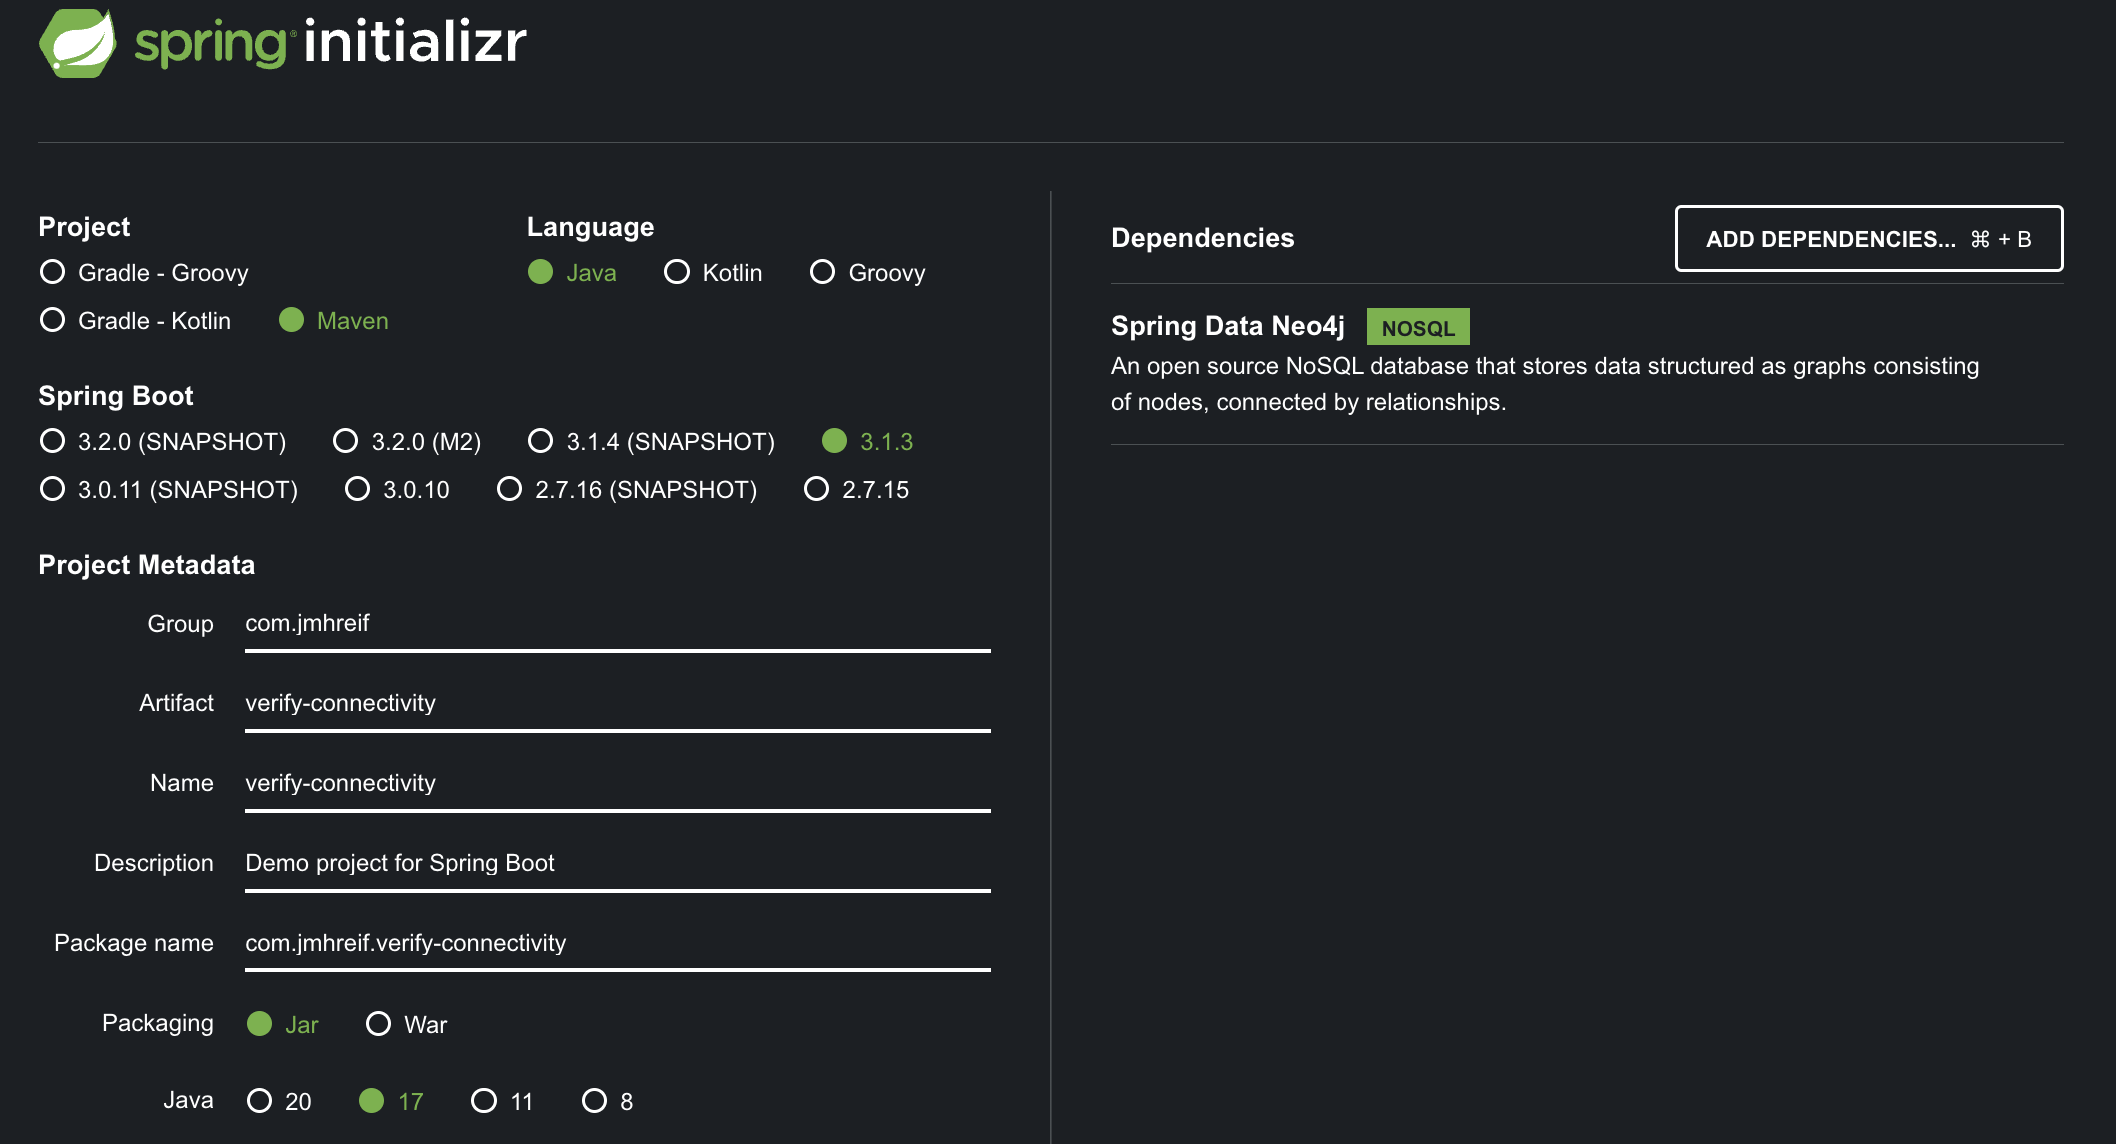 spring® initializr
Project
Gradle - Groovy
Gradle - Kotlin Maven
Language
Java Kotlin Groovy
Spring Boot
3.2.0 (SNAPSHOT) 3.2.0 (M2) 3.1.4 (SNAPSHOT) 3.1.3
3.0.11 (SNAPSHOT) 3.0.10 2.7.16 (SNAPSHOT) 2.7.15
Project Metadata
Group com.jmhreif
Artifact verify-connectivity
Name verify-connectivity
Description Demo project for Spring Boot
Package name com.jmhreif.verify-connectivity
Packaging Jar War
Java 20 17 11 8
Dependencies ADD DEPENDENCIES... ⌘ + B
Spring Data Neo4j NOSQL
An open source NoSQL database that stores data structured as graphs consisting
of nodes, connected by relationships.